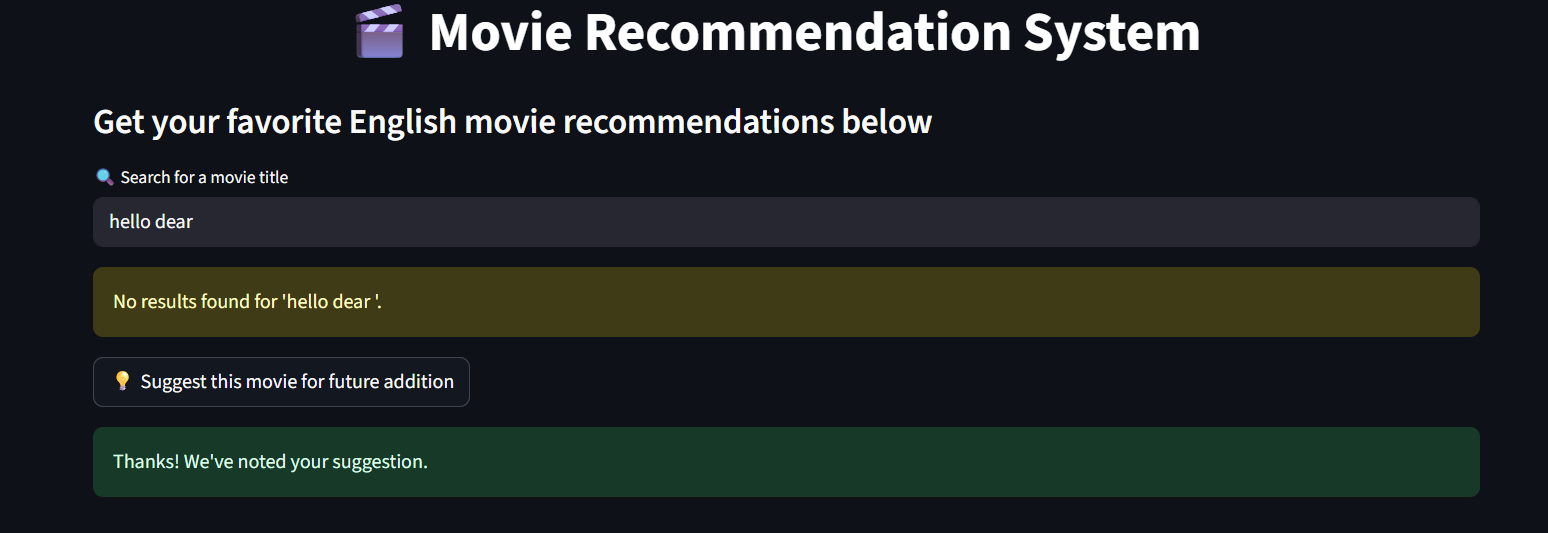 Movie Recommendation System
Get your favorite English movie recommendations below
Search for a movie title
hello dear
No results found for 'hello dear '.
Suggest this movie for future addition
Thanks! We've noted your suggestion.